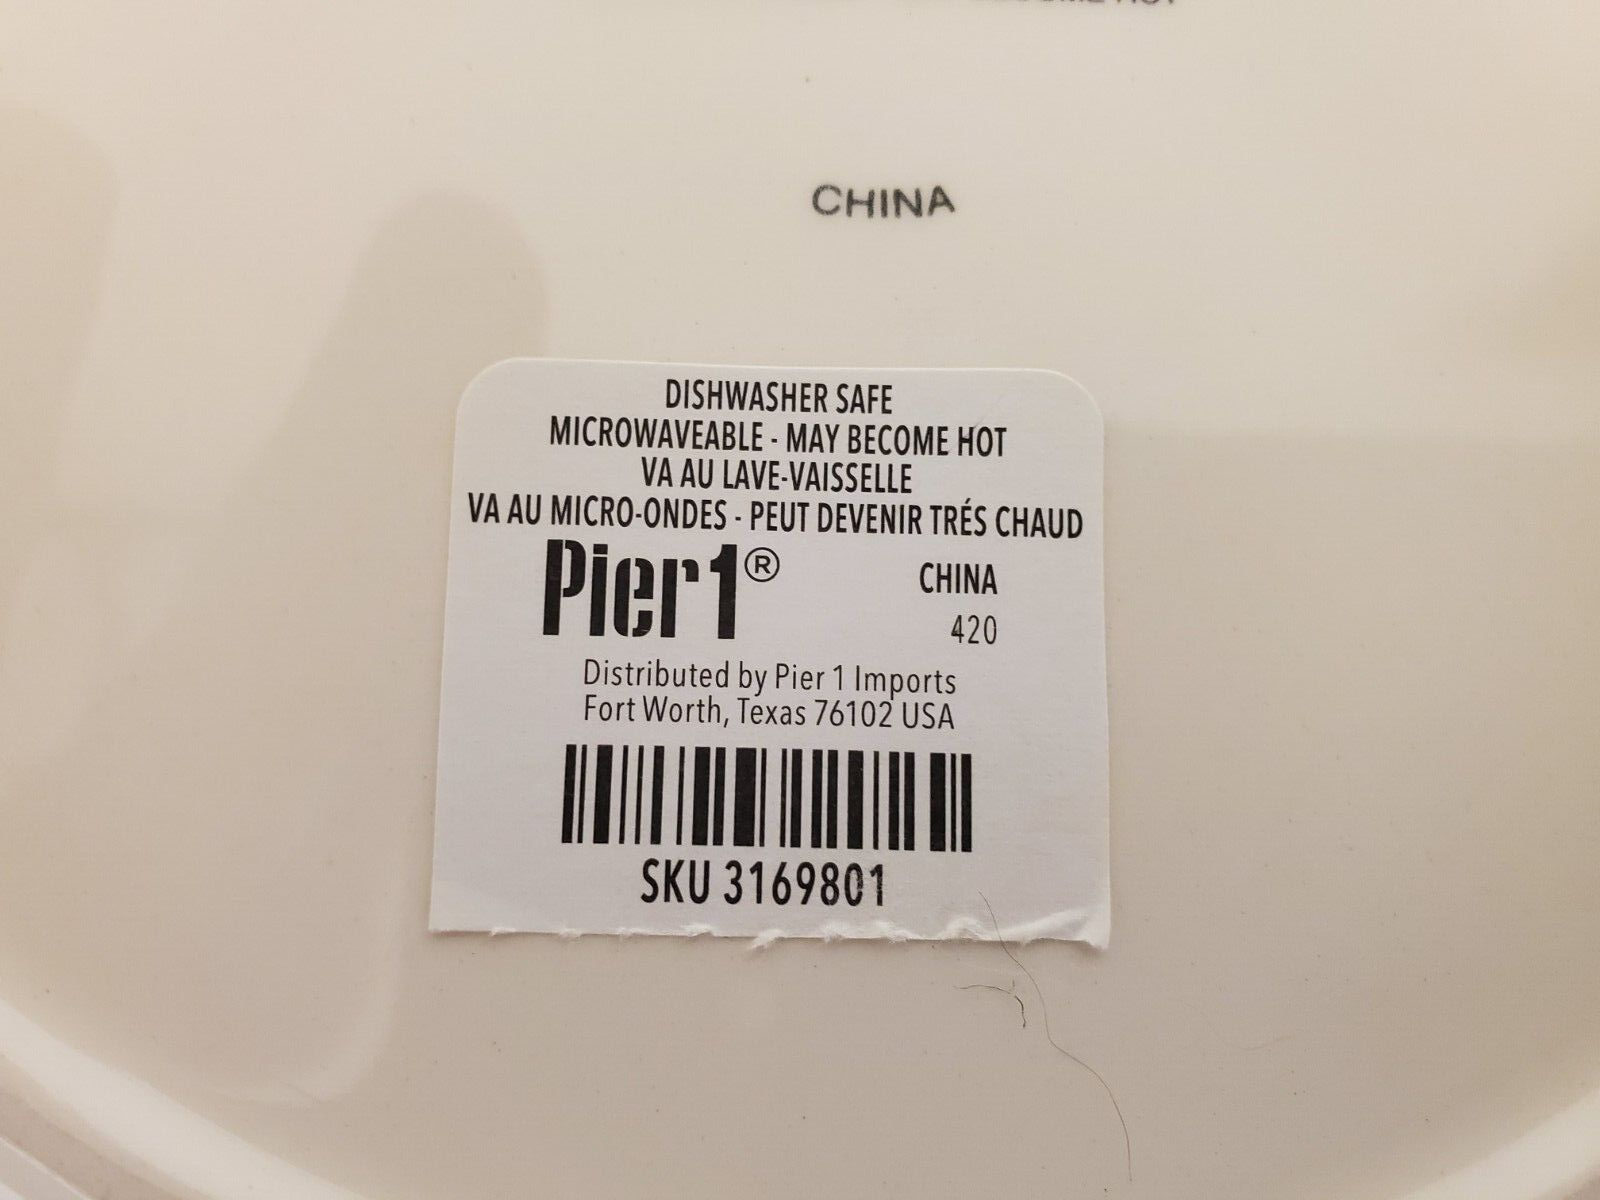 CHINA
DISHWASHER SAFE
MICROWAVEABLE - MAY BECOME HOT
VA AU LAVE-VAISSELLE
VA AU MICRO-ONDES - PEUT DEVENIR TRÉS CHAUD
Pier1®
CHINA
420
Distributed by Pier 1 Imports
Fort Worth, Texas 76102 USA
SKU 3169801